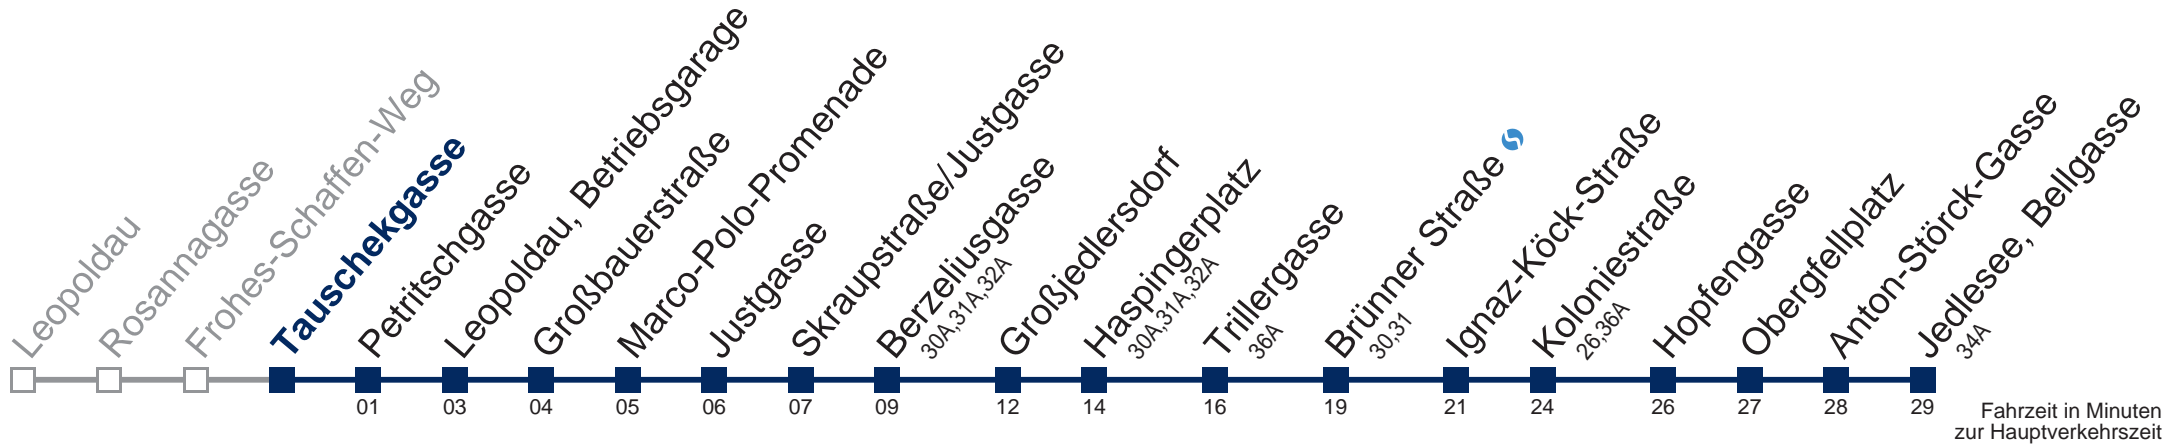 Leopoldau
Rosannagasse
Frohes-Schaffen-Weg
Tauschekgasse
Petritschgasse
01
Leopoldau, Betriebsgarage
03
Großbauerstraße
04
Marco-Polo-Promenade
05
Justgasse
06
Skraupstraße/Justgasse
07
Berzeliusgasse
30A,31A,32A
09
Großjedlersdorf
12
Haspingerplatz
30A,31A,32A
14
Trillergasse
36A
16
Brünner Straße
30,31
19
Ignaz-Köck-Straße
21
Koloniestraße
26,36A
24
Hopfengasse
26
Obergfellplatz
27
Anton-Störck-Gasse
28
Jedlesee, Bellgasse
34A
29
Fahrzeit in Minuten
zur Hauptverkehrszeit